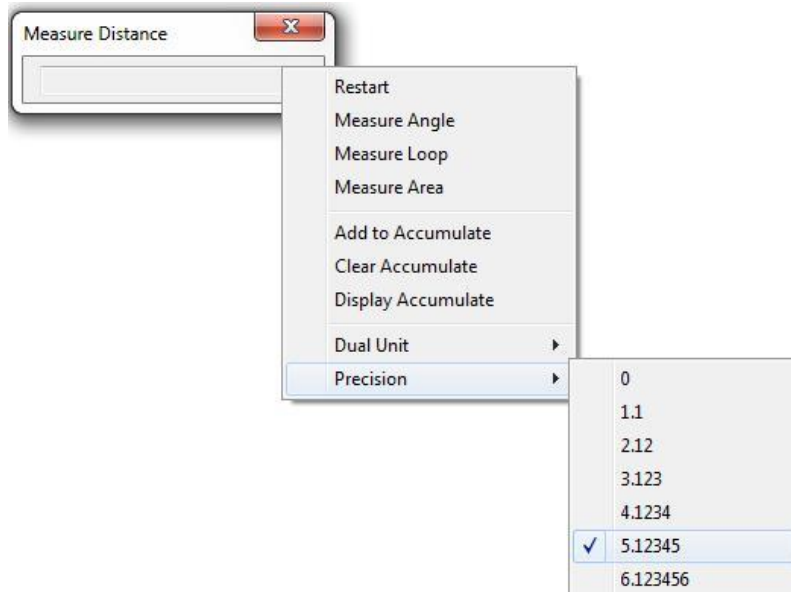 Measure Distance
Restart
Measure Angle
Measure Loop
Measure Area
Add to Accumulate
Clear Accumulate
Display Accumulate
Dual Unit
Precision
0
1.1
2.12
3.123
4.1234
5.12345
6.123456